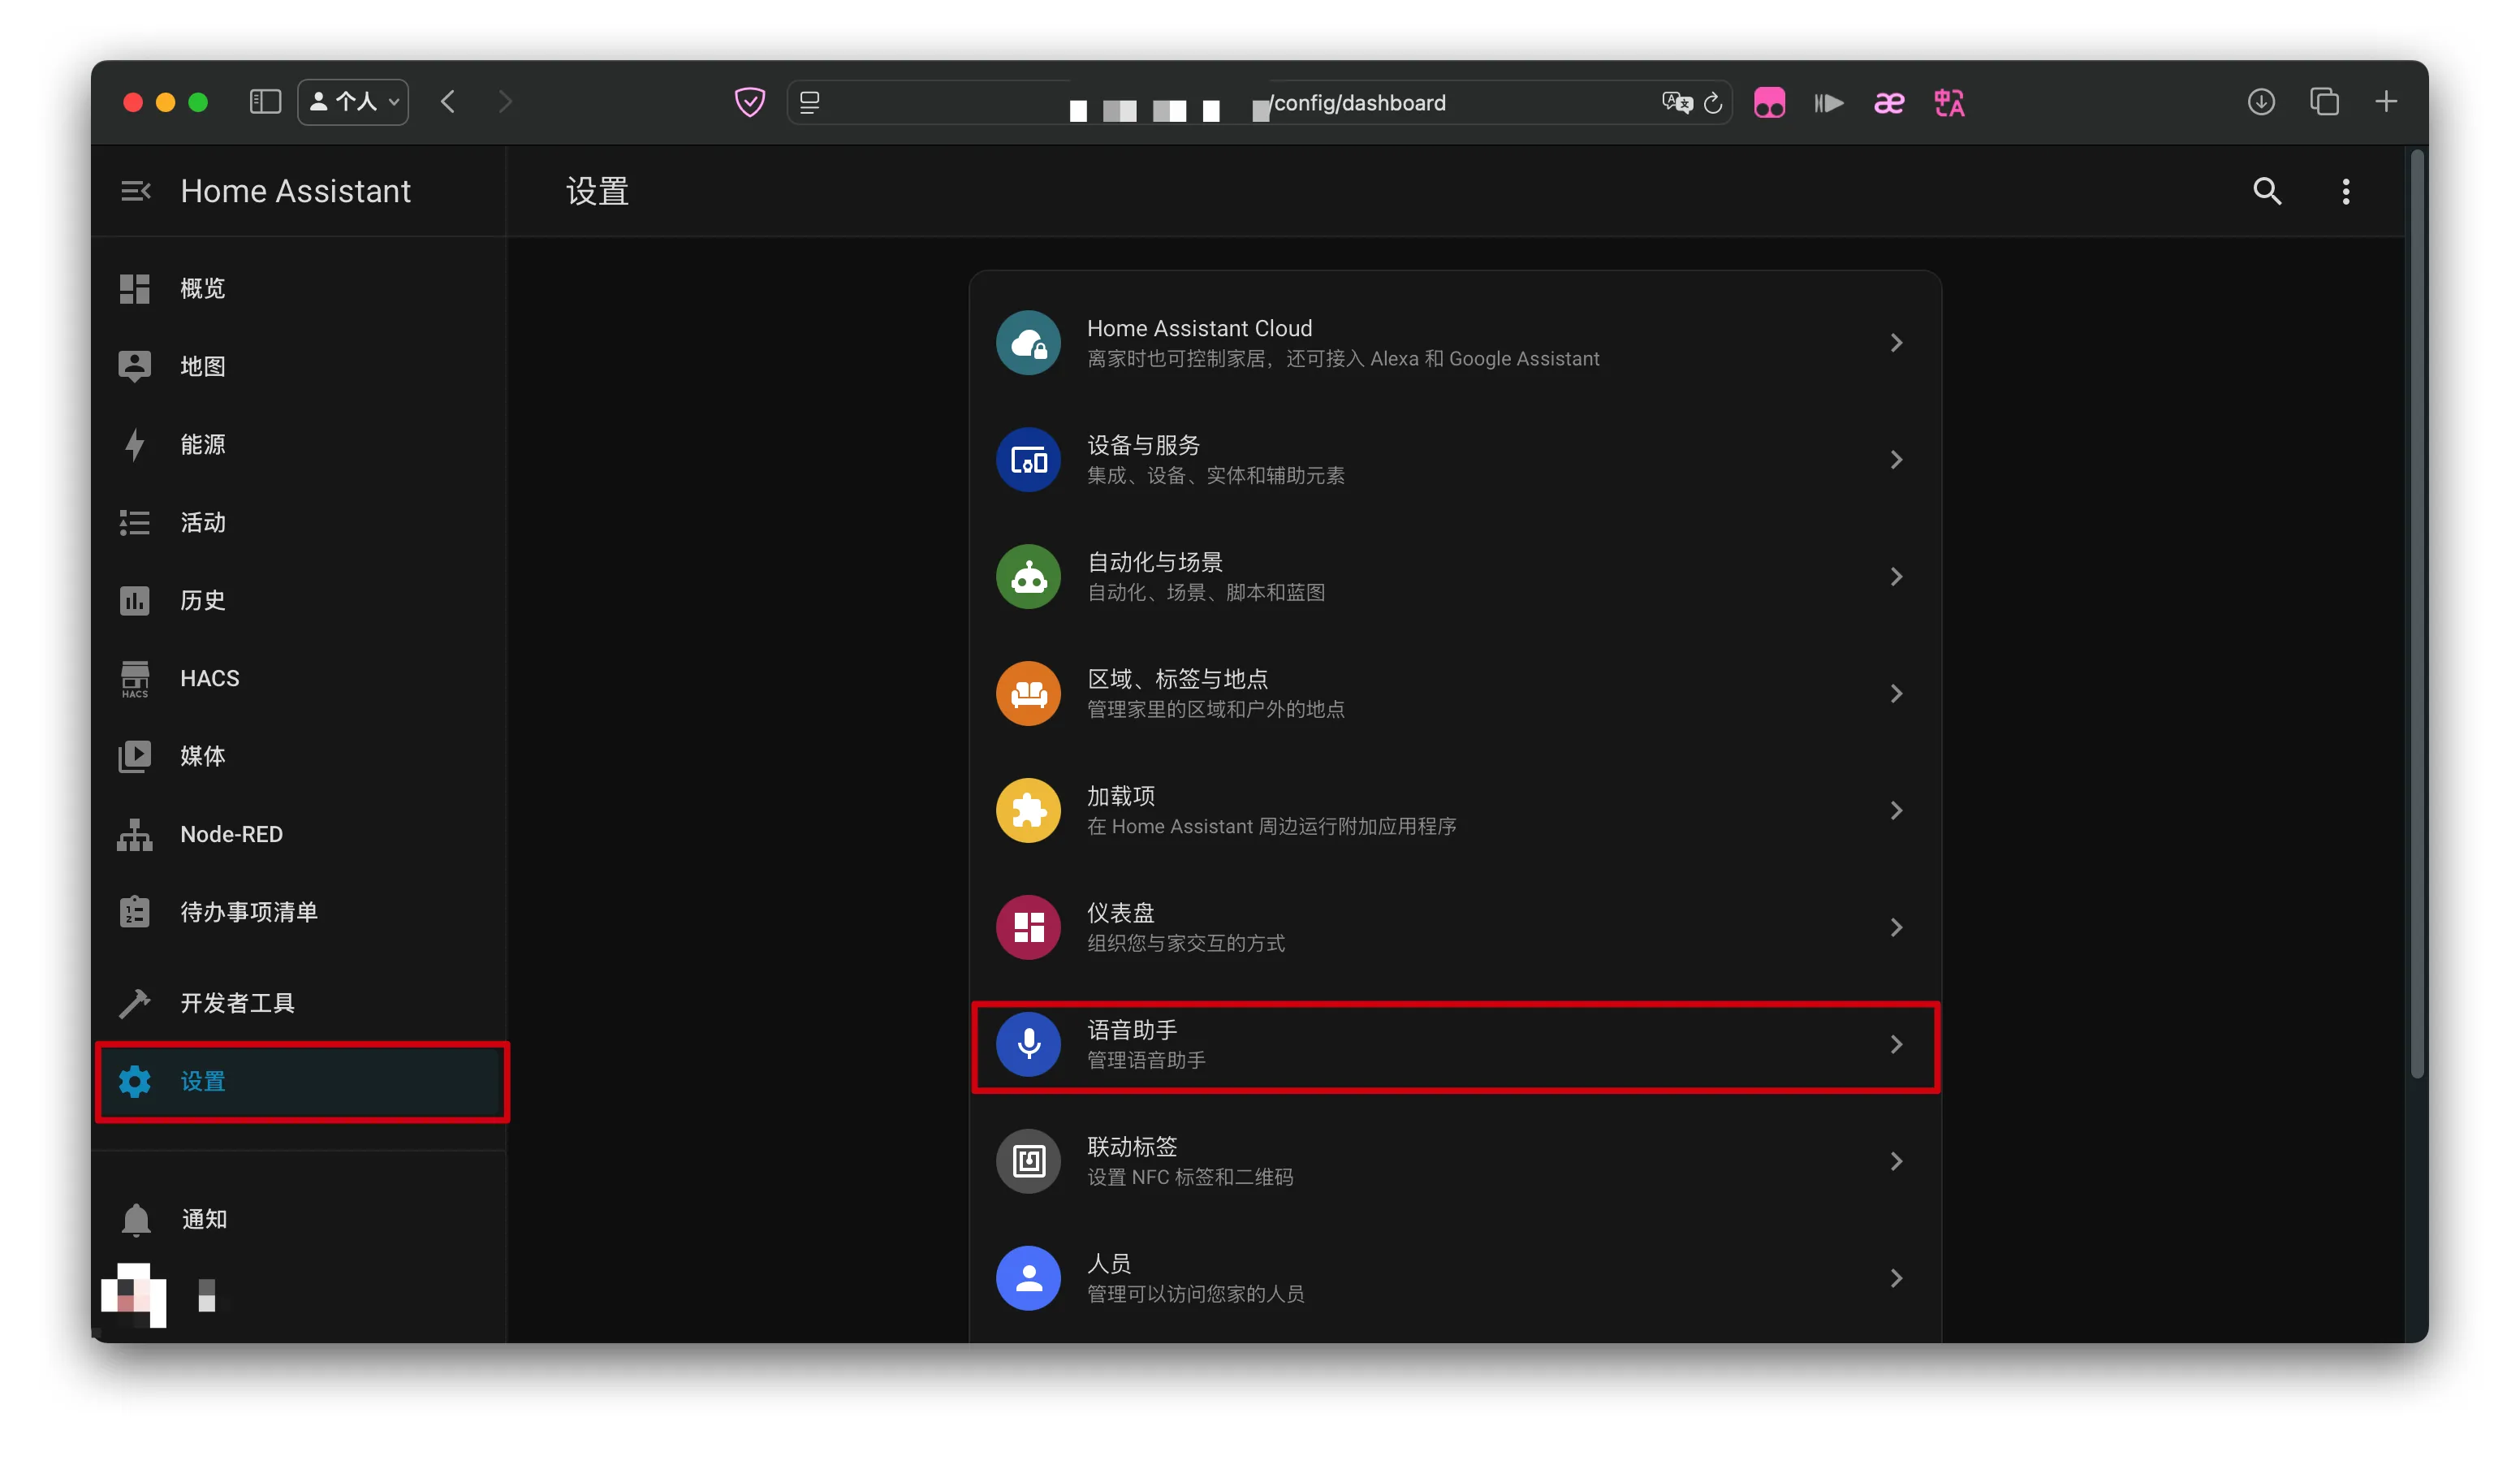 个人
/config/dashboard
Home Assistant
设置
概览
地图
能源
活动
历史
HACS
HACS
媒体
Node-RED
待办事项清单
开发者工具
设置
通知
Home Assistant Cloud
离家时也可控制家居，还可接入 Alexa 和 Google Assistant
设备与服务
集成、设备、实体和辅助元素
自动化与场景
自动化、场景、脚本和蓝图
区域、标签与地点
管理家里的区域和户外的地点
加载项
在 Home Assistant 周边运行附加应用程序
仪表盘
组织您与家交互的方式
语音助手
管理语音助手
联动标签
设置 NFC 标签和二维码
人员
管理可以访问您家的人员